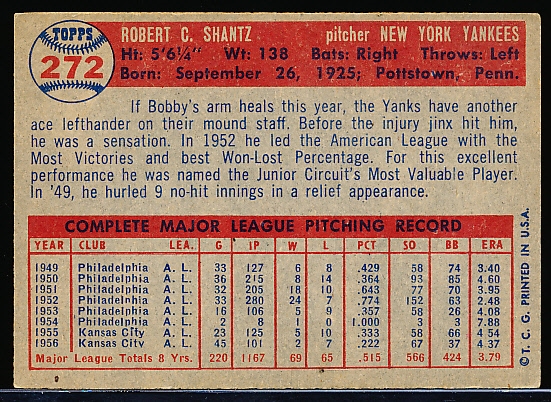 TOPPS
272
ROBERT C. SHANTZ pitcher NEW YORK YANKEES
Ht: 5'6¼" Wt: 138 Bats: Right Throws: Left
Born: September 26, 1925; Pottstown, Penn.
If Bobby's arm heals this year, the Yanks have another
ace lefthander on their mound staff. Before the injury jinx hit him,
he was a sensation. In 1952 he led the American League with the
Most Victories and best Won-Lost Percentage. For this excellent
performance he was named the Junior Circuit's Most Valuable Player.
In '49, he hurled 9 no-hit innings in a relief appearance.
COMPLETE MAJOR LEAGUE PITCHING RECORD
YEAR CLUB LEA. G IP W L PCT SO BB ERA
1949 Philadelphia A. L. 33 127 6 8 .429 58 74 3.40
1950 Philadelphia A. L. 36 215 8 14 .364 93 85 4.60
1951 Philadelphia A. L. 32 205 18 10 .643 77 70 3.95
1952 Philadelphia A. L. 33 280 24 7 .774 152 63 2.48
1953 Philadelphia A. L. 16 106 5 9 .357 58 26 4.08
1954 Philadelphia A. L. 2 8 1 0 1.000 3 3 7.88
1955 Kansas City A. L. 23 125 5 10 .333 58 66 4.54
1956 Kansas City A. L. 45 101 2 7 .222 67 37 4.37
Major League Totals 8 Yrs. 220 1167 69 65 .515 566 424 3.79
© T. C. G. PRINTED IN U.S.A.